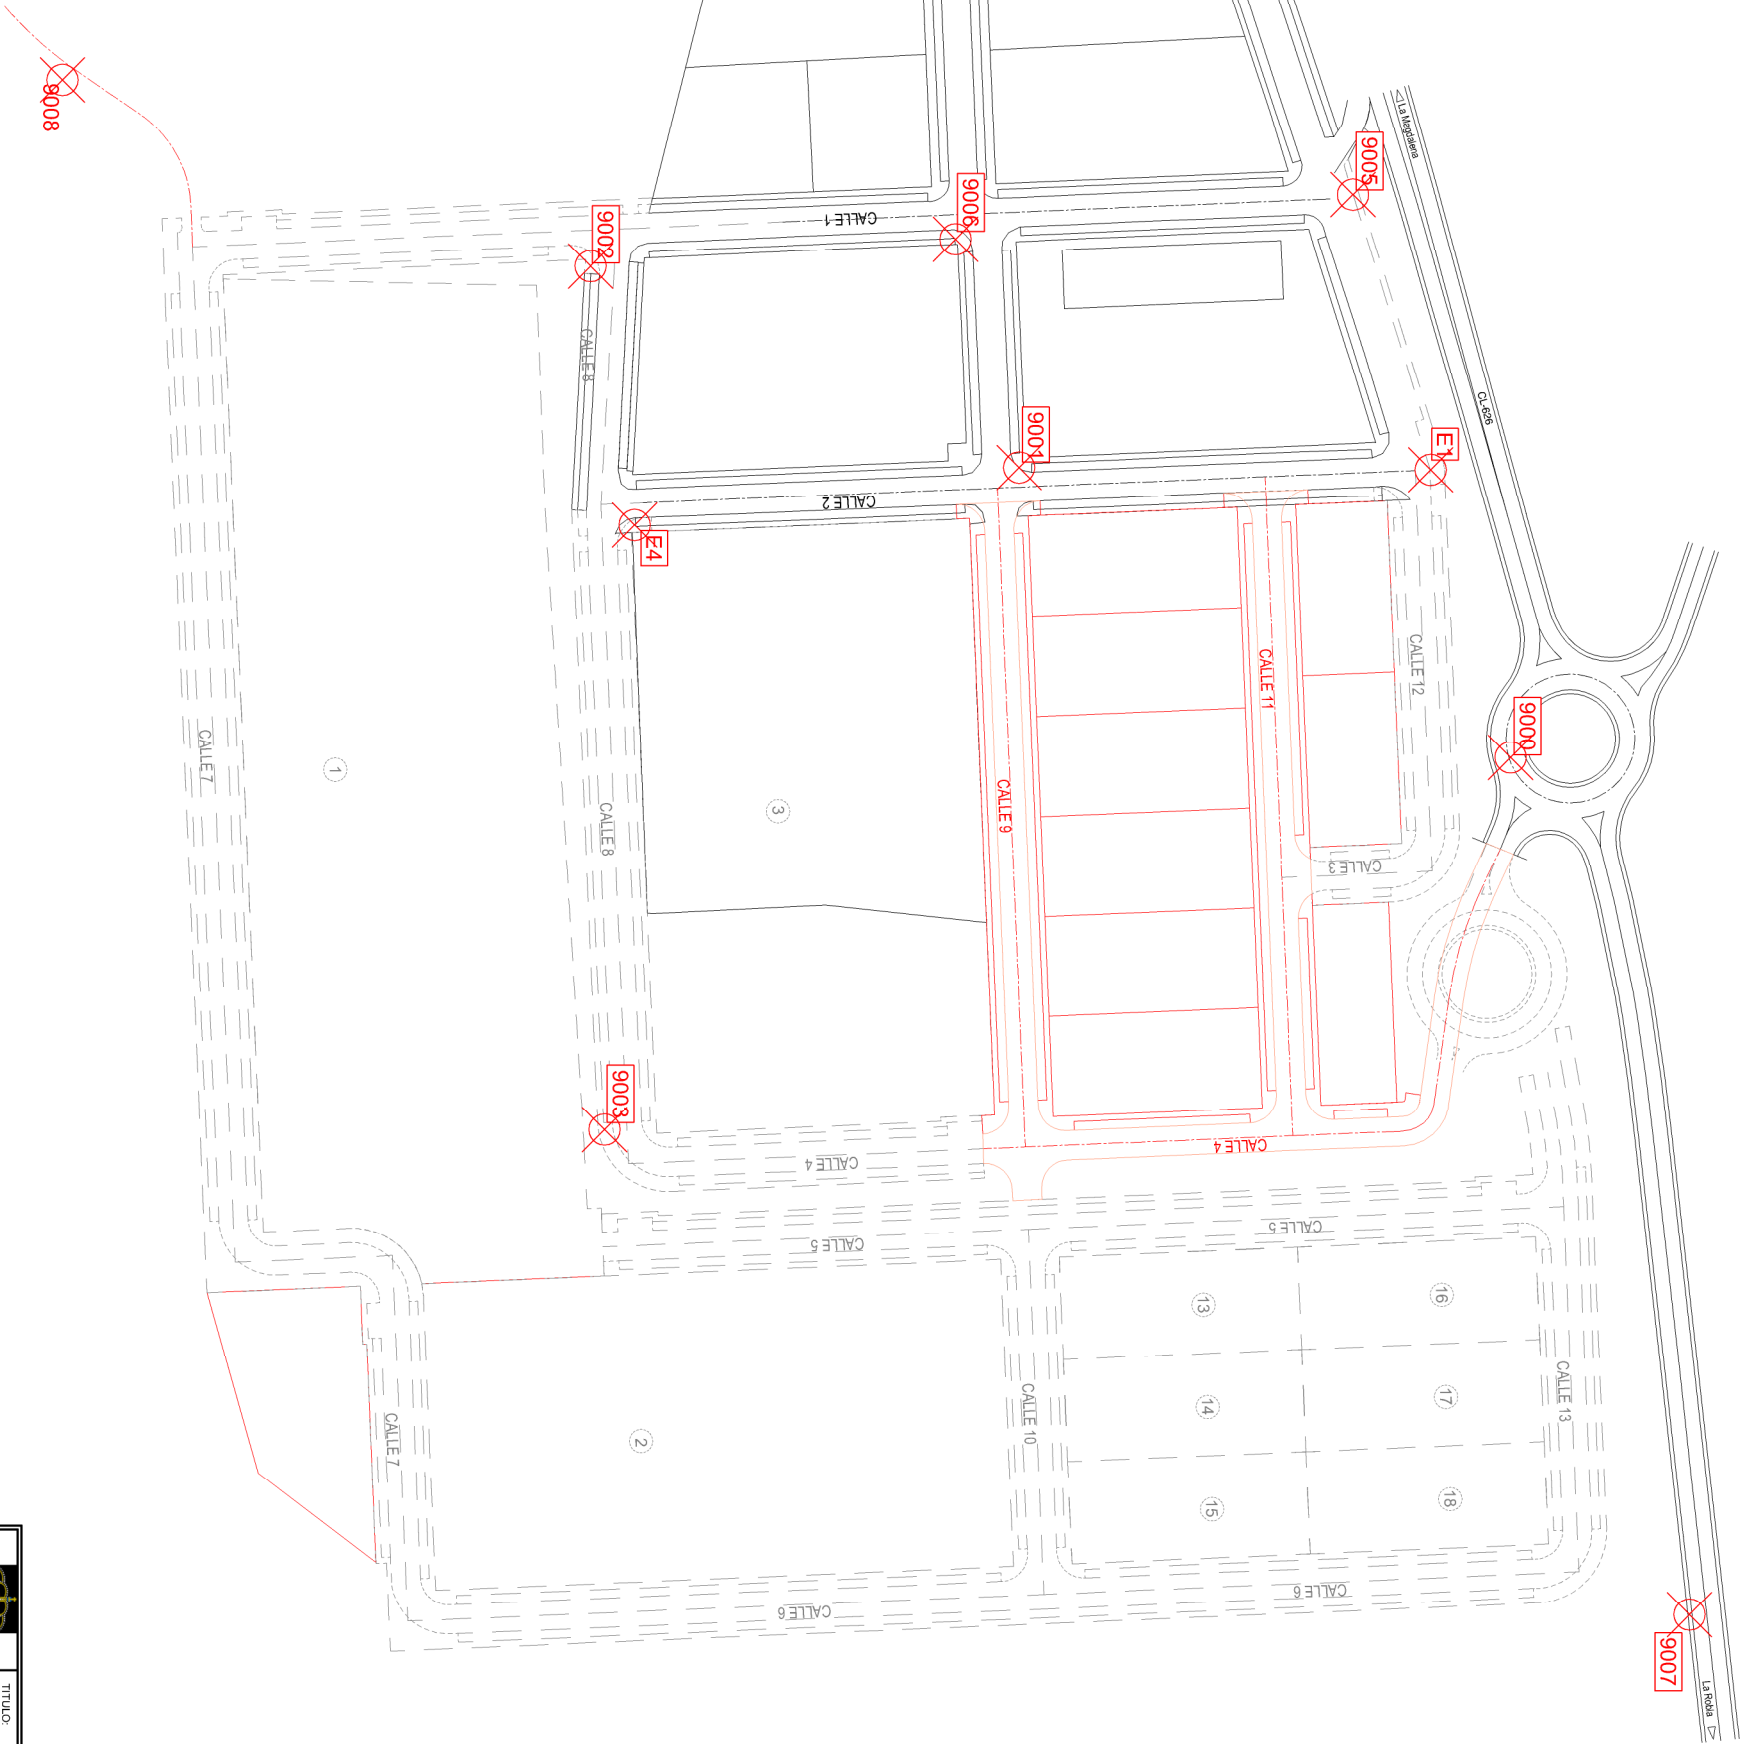 9008
La Magdalena
9005
9006
9002
CALLE 1
CALLE 8
CL-626
9001
E1
CALLE 2
E4
CALLE 12
CALLE 11
9000
CALLE 7
1
3
CALLE 9
CALLE 8
CALLE 3
9003
CALLE 4
CALLE 4
CALLE 5
CALLE 5
13
16
14
17
CALLE 10
CALLE 13
CALLE 7
2
15
18
CALLE 6
CALLE 6
9007
La Robla
TITULO: